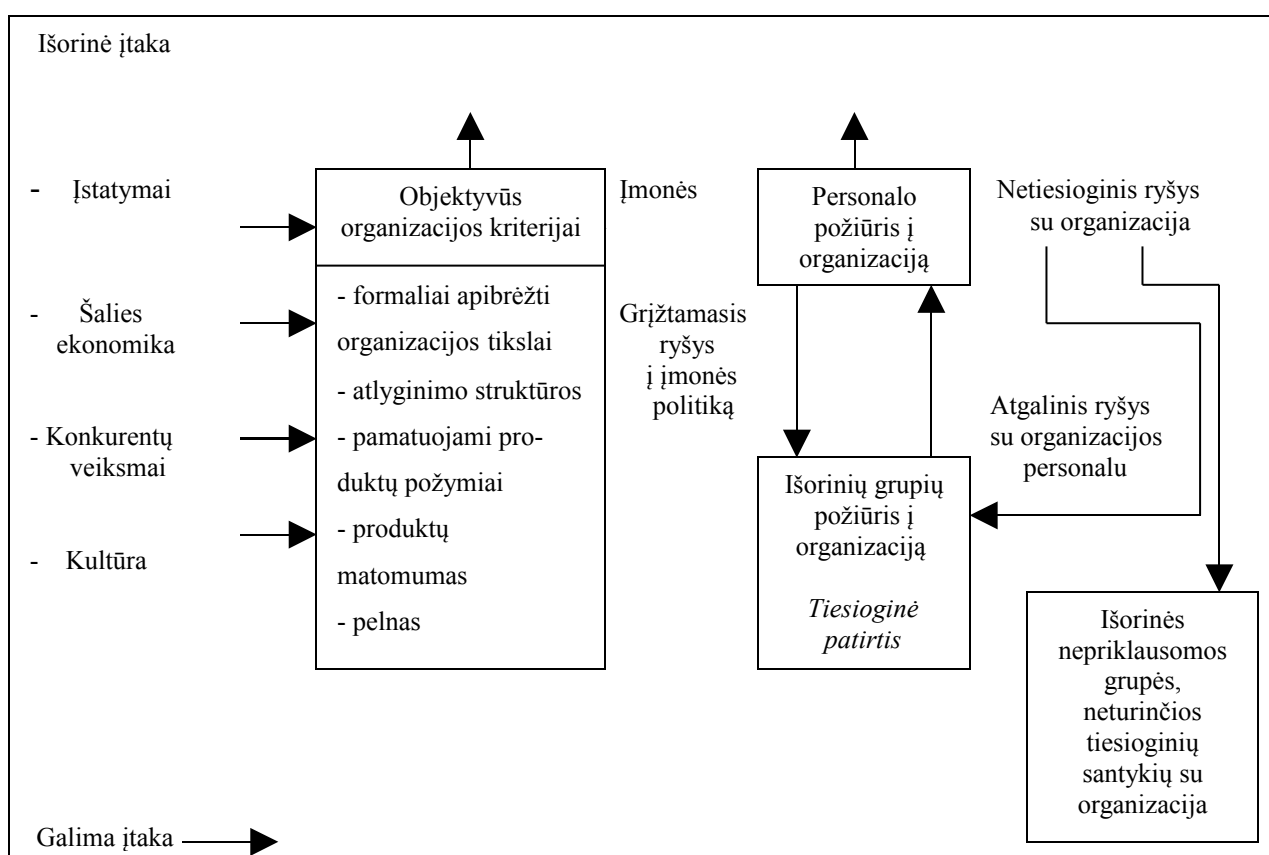 Išorinė įtaka
- Įstatymai
- Šalies
ekonomika
- Konkurentų
veiksmai
- Kultūra
Objektyvūs
organizacijos kriterijai
- formaliai apibrėžti
organizacijos tikslai
- atlyginimo struktūros
- pamatuojami pro-
duktų požymiai
- produktų
matomumas
- pelnas
Įmonės
Grįžtamasis
ryšys
į įmonės
politiką
Personalo
požiūris į
organizaciją
Išorinių grupių
požiūris į
organizaciją
Tiesioginė
patirtis
Netiesioginis ryšys
su organizacija
Atgalinis ryšys
su organizacijos
personalu
Išorinės
nepriklausomos
grupės,
neturinčios
tiesioginių
santykių su
organizacija
Galima įtaka